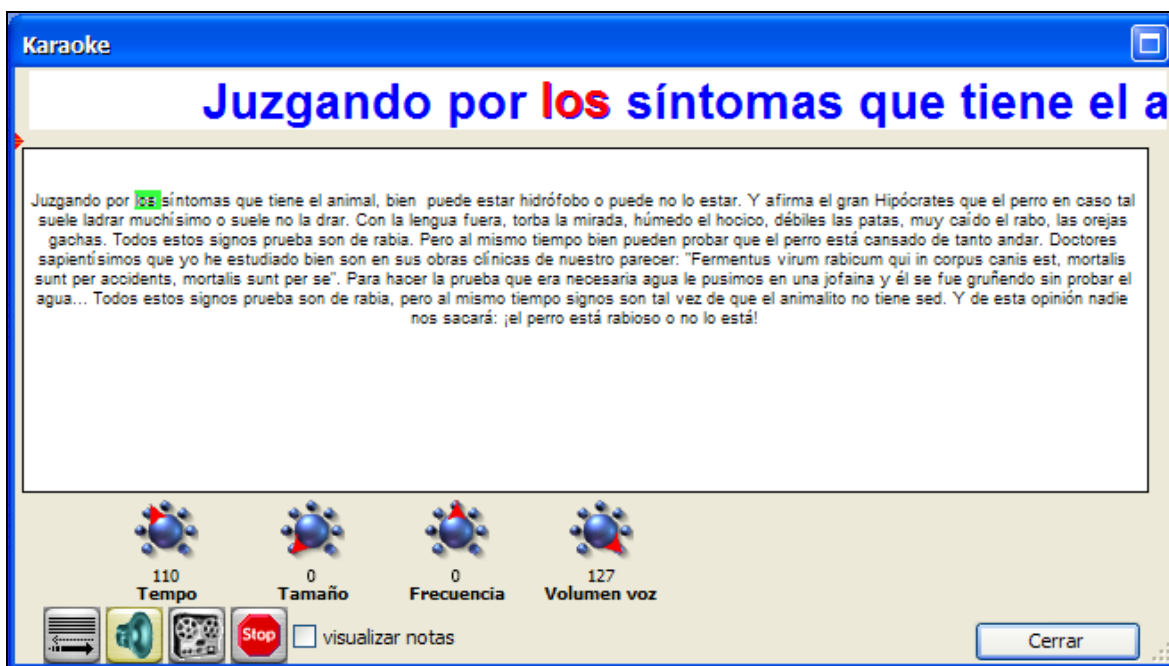 Karaoke
Juzgando por los síntomas que tiene el a
Juzgando por los síntomas que tiene el animal, bien  puede estar hidrófobo o puede no lo estar. Y afirma el gran Hipócrates que el perro en caso tal
suele ladrar muchísimo o suele no la drar. Con la lengua fuera, torba la mirada, húmedo el hocico, débiles las patas, muy caído el rabo, las orejas
gachas. Todos estos signos prueba son de rabia. Pero al mismo tiempo bien pueden probar que el perro está cansado de tanto andar. Doctores
sapientísimos que yo he estudiado bien son en sus obras clínicas de nuestro parecer: "Fermentus virum rabicum qui in corpus canis est, mortalis
sunt per accidents, mortalis sunt per se". Para hacer la prueba que era necesaria agua le pusimos en una jofaina y él se fue gruñendo sin probar el
agua... Todos estos signos prueba son de rabia, pero al mismo tiempo signos son tal vez de que el animalito no tiene sed. Y de esta opinión nadie
nos sacará: ¡el perro está rabioso o no lo está!
110 0 0 127
Tempo Tamaño Frecuencia Volumen voz
Stop visualizar notas Cerrar